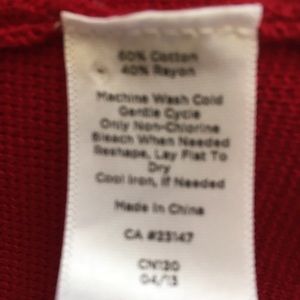 60% Cotton
40% Rayon
Machine Wash Cold
Gentle Cycle
Only Non-Chlorine
Bleach When Needed
Reshape, Lay Flat To
Dry
Cool Iron, If Needed
Made In China
CA #23147
CN130
04/13